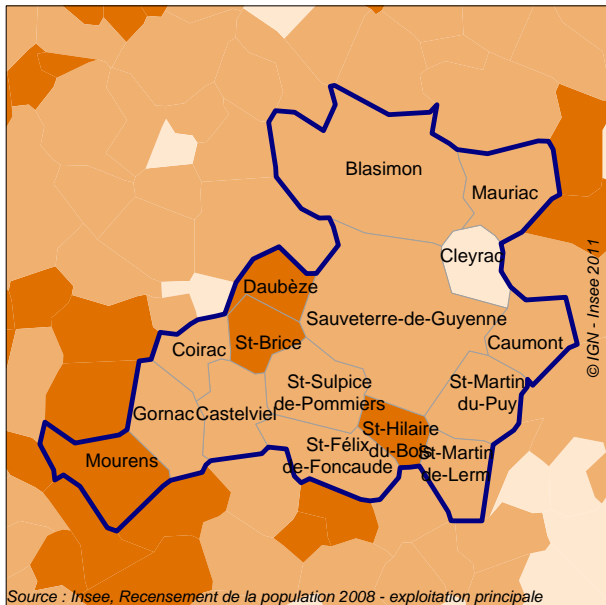 Blasimon
Mauriac
Cleyrac
Daubèze
Sauveterre-de-Guyenne
St-Brice
Caumont
Coirac
St-Sulpice
de-Pommiers
St-Martin
du-Puy
Gornac
Castelviel
St-Hilaire
du-Bois
St-Félix
de-Foncaude
St-Martin
de-Lerm
Mourens
© IGN - Insee 2011
Source : Insee, Recensement de la population 2008 - exploitation principale